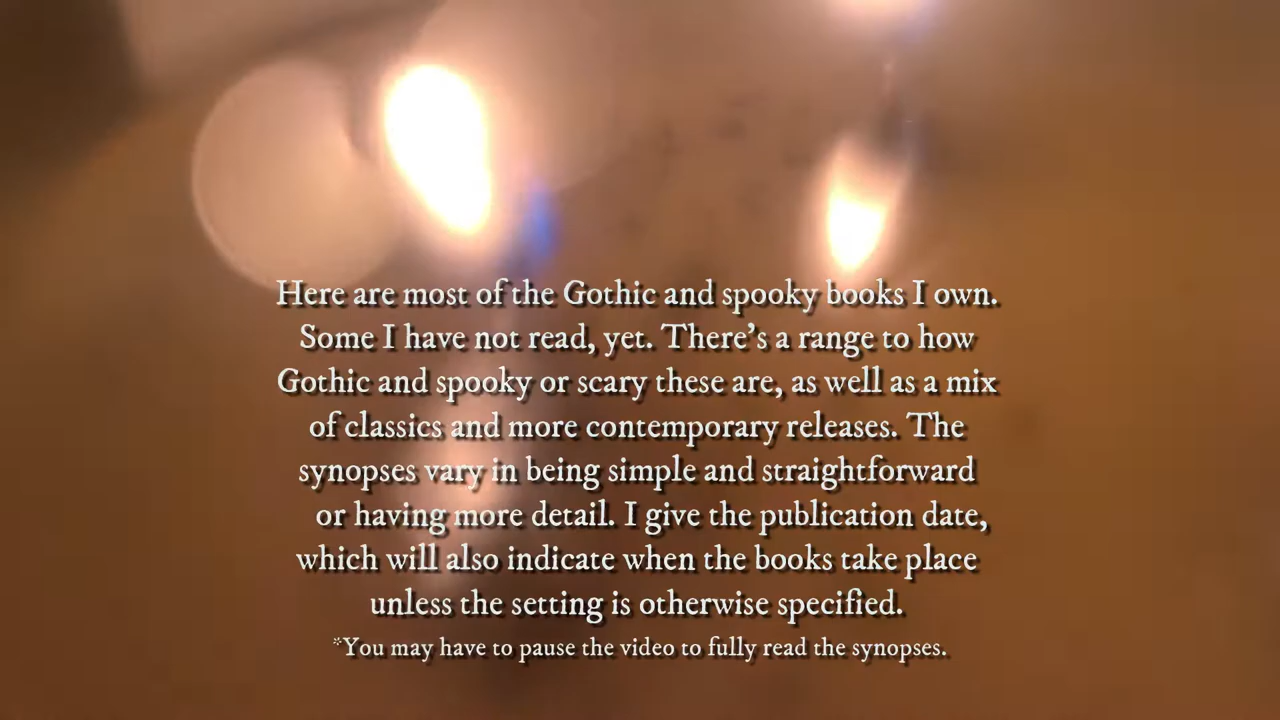 Here are most of the Gothic and spooky books I own.
Some I have not read, yet. There's a range to how
Gothic and spooky or scary these are, as well as a mix
of classics and more contemporary releases. The
synopses vary in being simple and straightforward
or having more detail. I give the publication date,
which will also indicate when the books take place
unless the setting is otherwise specified.
*You may have to pause the video to fully read the synopses.